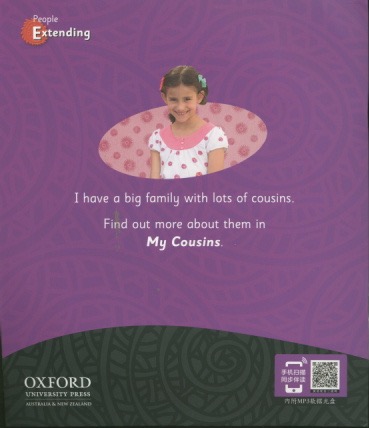 People
Extending
I have a big family with lots of cousins.
Find out more about them in
My Cousins.
OXFORD
UNIVERSITY PRESS
AUSTRALIA & NEW ZEALAND
手机扫描
同步伴读
内附MP3数据光盘